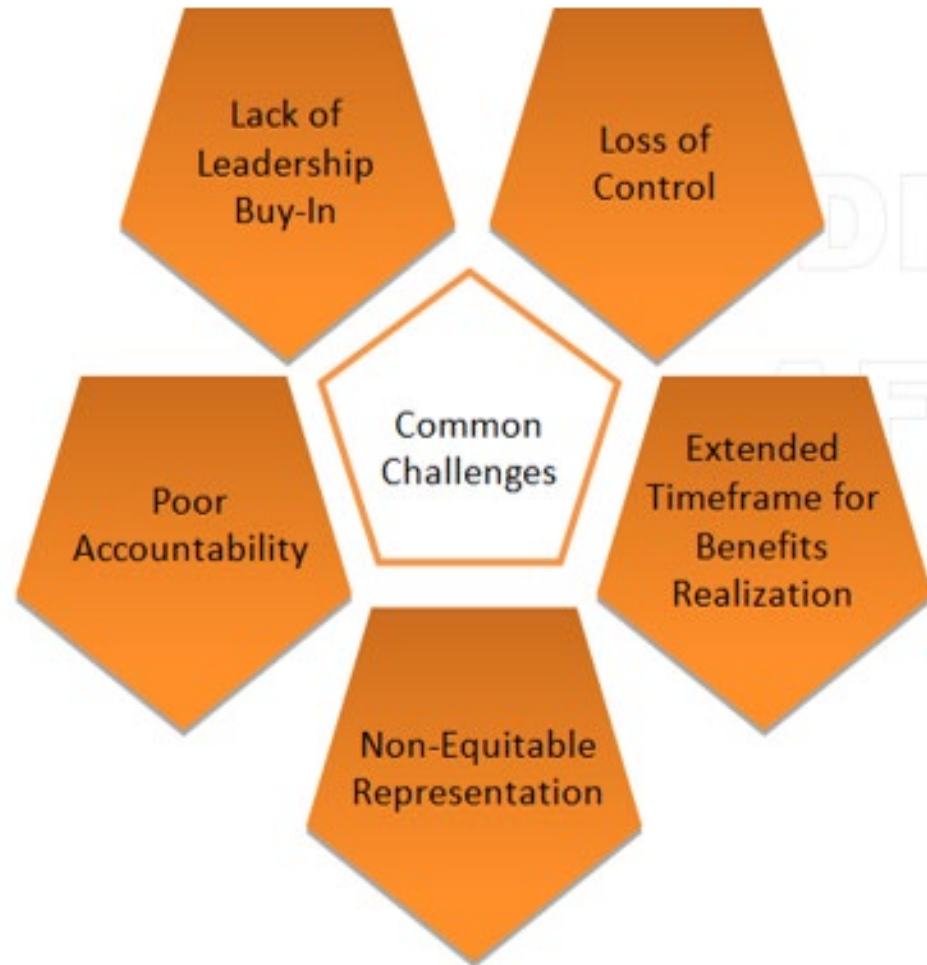 Lack of
Leadership
Buy-In
Loss of
Control
Common
Challenges
Poor
Accountability
Extended
Timeframe for
Benefits
Realization
Non-Equitable
Representation